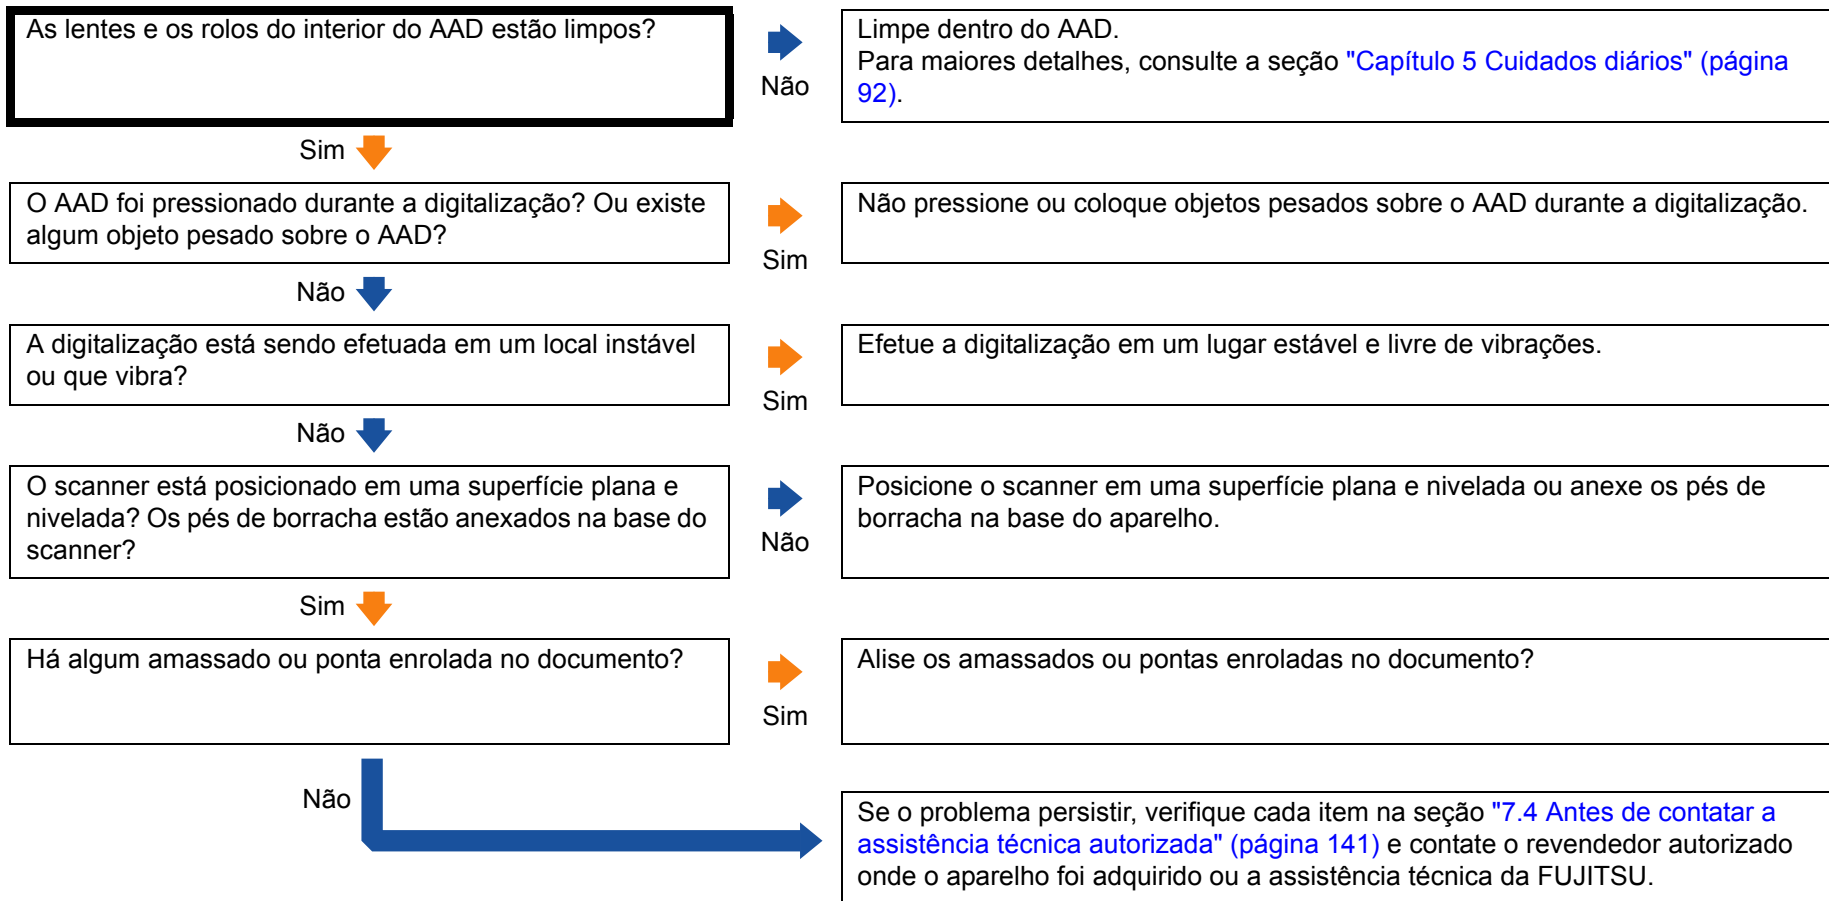 As lentes e os rolos do interior do AAD estão limpos?
Não
Limpe dentro do AAD.
Para maiores detalhes, consulte a seção "Capítulo 5 Cuidados diários" (página
92).
Sim
O AAD foi pressionado durante a digitalização? Ou existe
algum objeto pesado sobre o AAD?
Sim
Não pressione ou coloque objetos pesados sobre o AAD durante a digitalização.
Não
A digitalização está sendo efetuada em um local instável
ou que vibra?
Sim
Efetue a digitalização em um lugar estável e livre de vibrações.
Não
O scanner está posicionado em uma superfície plana e
nivelada? Os pés de borracha estão anexados na base do
scanner?
Não
Posicione o scanner em uma superfície plana e nivelada ou anexe os pés de
borracha na base do aparelho.
Sim
Há algum amassado ou ponta enrolada no documento?
Sim
Alise os amassados ou pontas enroladas no documento?
Não
Se o problema persistir, verifique cada item na seção "7.4 Antes de contatar a
assistência técnica autorizada" (página 141) e contate o revendedor autorizado
onde o aparelho foi adquirido ou a assistência técnica da FUJITSU.